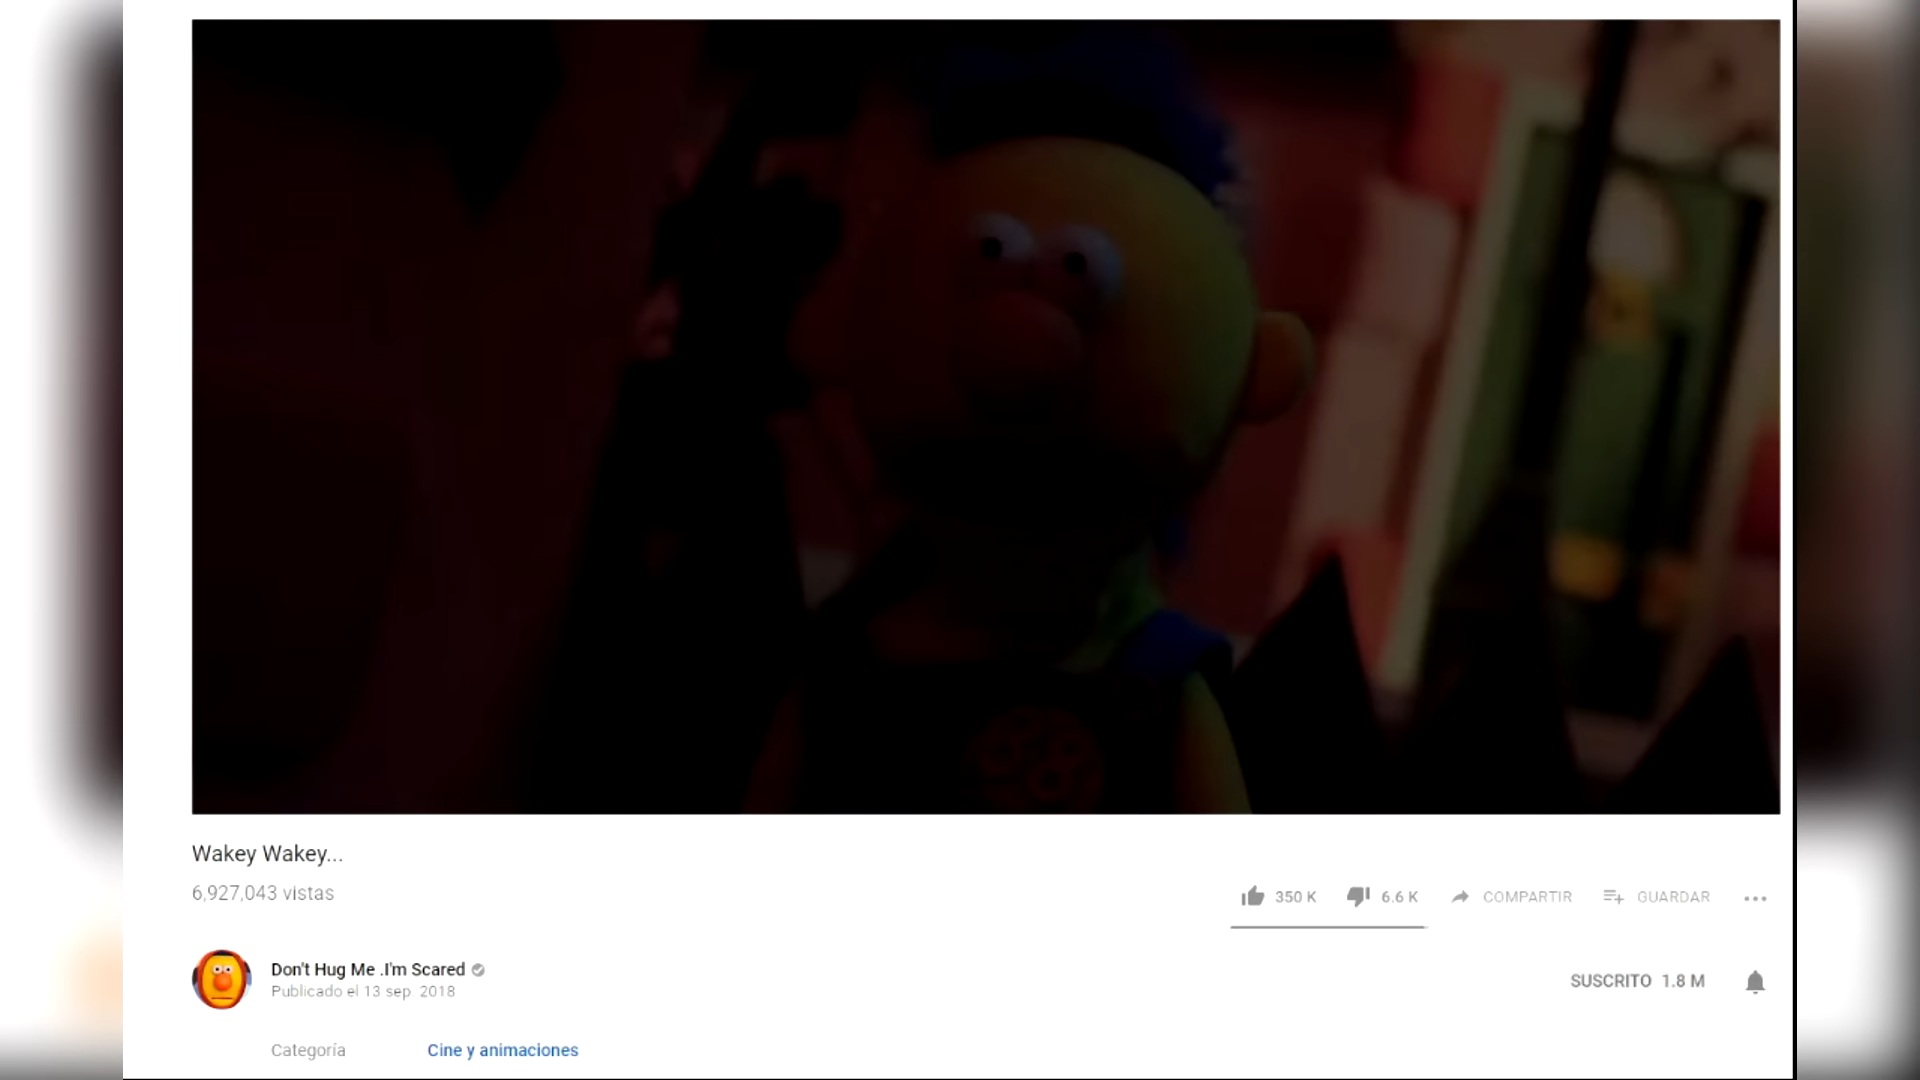 Wakey Wakey...
6,927,043 vistas
350 K 6.6 K COMPARTIR GUARDAR
Don't Hug Me .I'm Scared
Publicado el 13 sep. 2018
SUSCRITO 1.8 M
Categoría Cine y animaciones